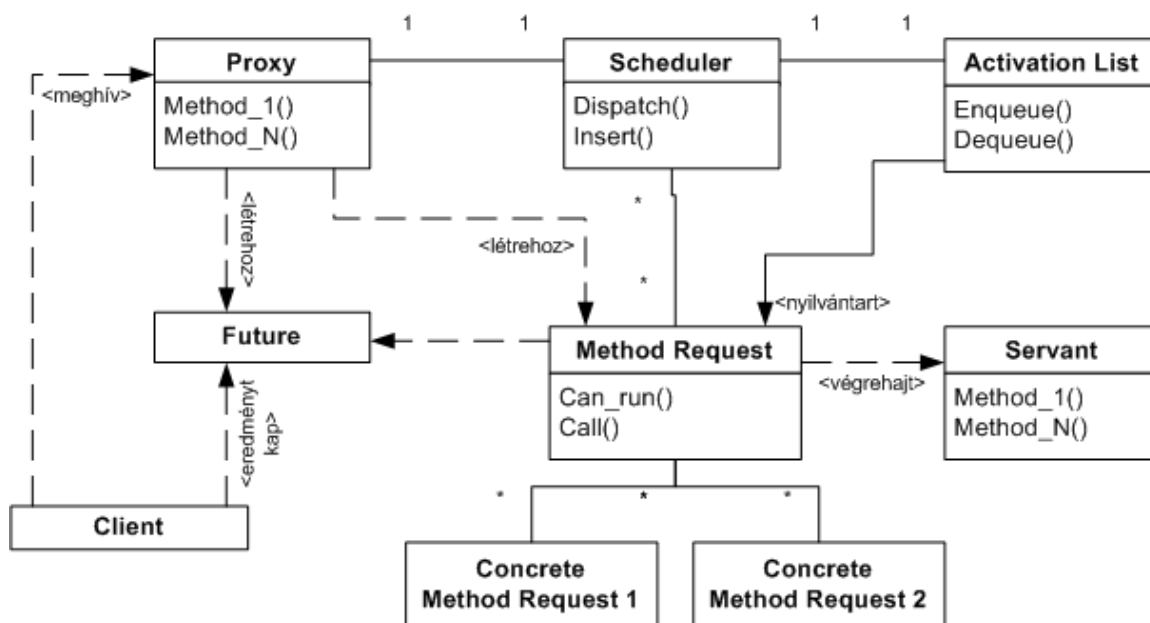 1 1 1 1
Proxy
Method_1()
Method_N()
Scheduler
Dispatch()
Insert()
Activation List
Enqueue()
Dequeue()
<meghív>
<létrehoz>
<létrehoz>
*
*
<nyilvántart>
Future
Method Request
Can_run()
Call()
<végrehajt>
Servant
Method_1()
Method_N()
<eredményt
kap>
Client
* * *
Concrete
Method Request 1
Concrete
Method Request 2